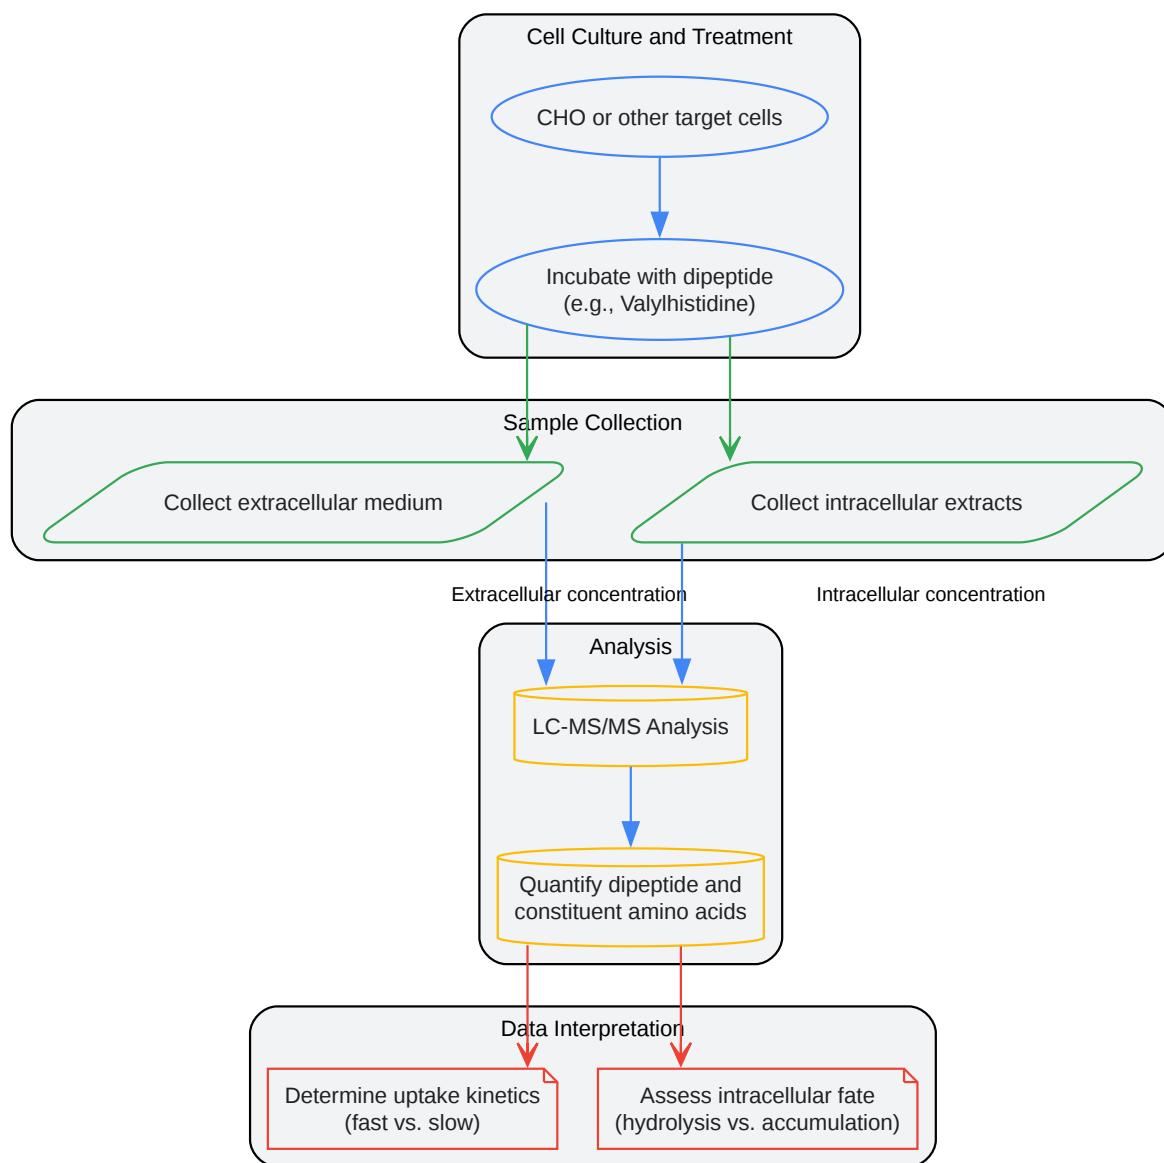 Cell Culture and Treatment
CHO or other target cells
Incubate with dipeptide
(e.g., Valylhistidine)
Sample Collection
Collect extracellular medium
Collect intracellular extracts
Extracellular concentration
Intracellular concentration
Analysis
LC-MS/MS Analysis
Quantify dipeptide and
constituent amino acids
Data Interpretation
Determine uptake kinetics
(fast vs. slow)
Assess intracellular fate
(hydrolysis vs. accumulation)